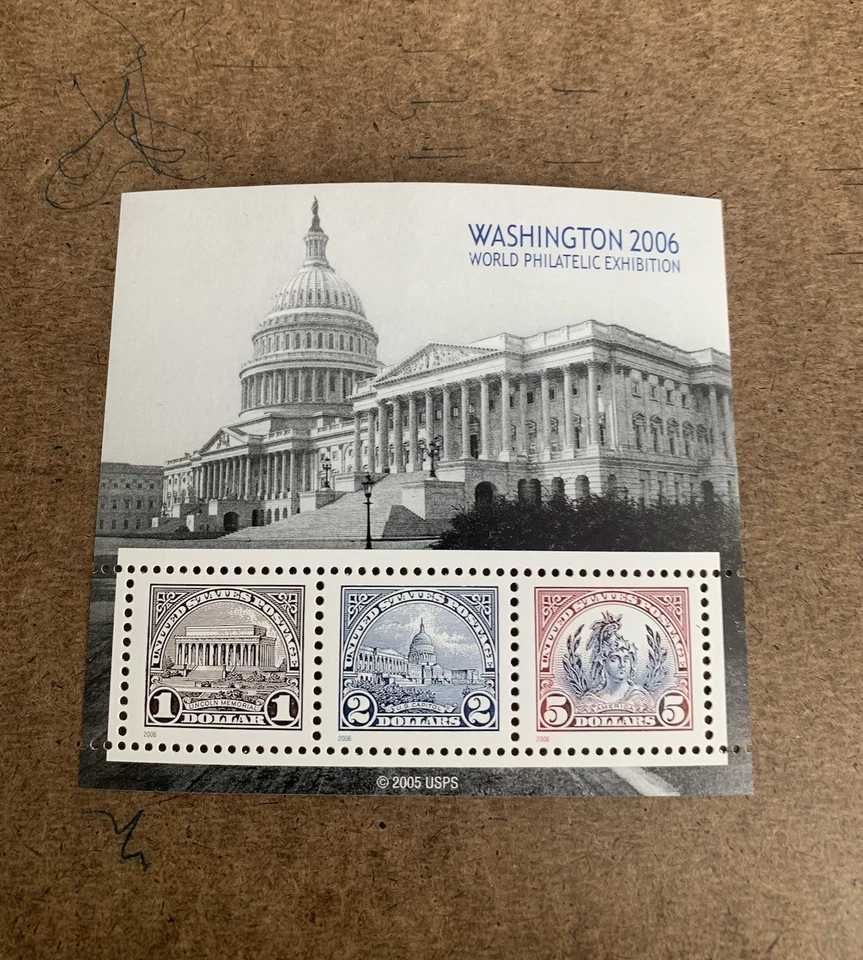 WASHINGTON 2006
WORLD PHILATELIC EXHIBITION
UNITED STATES POSTAGE
1 LINCOLN MEMORIAL 1
DOLLAR
2006
UNITED STATES POSTAGE
2 U.S. CAPITOL 2
DOLLARS
2006
UNITED STATES POSTAGE
5 AMERICA 5
DOLLARS
2006
© 2005 USPS